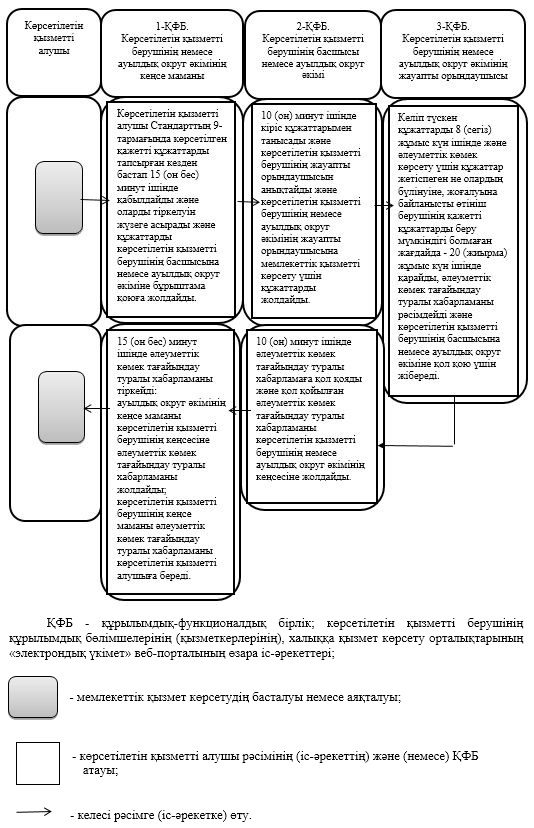 Көрсетілетін
қызметті
алушы
1-ҚФБ.
Көрсетілетін қызметті
берушінің немесе
ауылдық округ әкімінің
кеңсе маманы
2-ҚФБ.
Көрсетілетін қызметті
берушінің басшысы
немесе ауылдық округ
әкімі
3-ҚФБ.
Көрсетілетін қызметті
берушінің немесе
ауылдық округ әкімінің
жауапты орындаушысы
Көрсетілетін қызметті
алушы Стандарттың 9-
тармағында көрсетілген
қажетті құжаттарды
тапсырған кезден
бастап 15 (он бес)
минут ішінде
қабылдайды және
оларды тіркелуін
жүзеге асырады және
құжаттарды
көрсетілетін қызметті
берушінің басшысына
немесе ауылдық округ
әкіміне бұрыштама
қоюға жолдайды.
10 (он) минут ішінде
кіріс құжаттарымен
танысады және
көрсетілетін қызметті
берушінің жауапты
орындаушысын
анықтайды және
көрсетілетін қызметті
берушінің немесе
ауылдық округ
әкімінің жауапты
орындаушысына
мемлекеттік қызметті
көрсету үшін
құжаттарды
жолдайды.
Келіп түскен
құжаттарды 8 (сегіз)
жұмыс күн ішінде және
әлеуметтік көмек
көрсету үшін құжаттар
жетіспеген не олардың
бүлінуіне, жоғалуына
байланысты өтініш
берушінің қажетті
құжаттарды беру
мүмкіндігі болмаған
жағдайда - 20 (жиырма)
жұмыс күн ішінде
қарайды, әлеуметтік
көмек тағайындау
туралы хабарламаны
рәсімдейді және
көрсетілетін қызметті
берушінің басшысына
немесе ауылдық округ
әкіміне қол қою үшін
жібереді.
15 (он бес) минут
ішінде әлеуметтік
көмек тағайындау
туралы хабарламаны
тіркейді:
ауылдық округ әкімінің
кеңсе маманы
көрсетілетін қызметті
берушінің кеңсесіне
әлеуметтік көмек
тағайындау туралы
хабарламаны
жолдайды;
көрсетілетін қызметті
берушінің кеңсе
маманы әлеуметтік
көмек тағайындау
туралы хабарламаны
көрсетілетін қызметті
алушыға береді.
10 (он) минут ішінде
әлеуметтік көмек
тағайындау туралы
хабарламаға қол қояды
және қол қойылған
әлеуметтік көмек
тағайындау туралы
хабарламаны
көрсетілетін қызметті
берушінің немесе
ауылдық округ әкімінің
кеңсесіне жолдайды.
ҚФБ - құрылымдық-функционалдық бірлік; көрсетілетін қызметті берушінің
құрылымдық бөлімшелерінің (қызметкерлерінің), халыққа қызмет көрсету орталықтарының
«электрондық үкімет» веб-порталының өзара іс-әрекеттері;
- мемлекеттік қызмет көрсетудің басталуы немесе аяқталуы;
- көрсетілетін қызметті алушы рәсімінің (іс-әрекеттің) және (немесе) ҚФБ
атауы;
- келесі рәсімге (іс-әрекетке) өту.